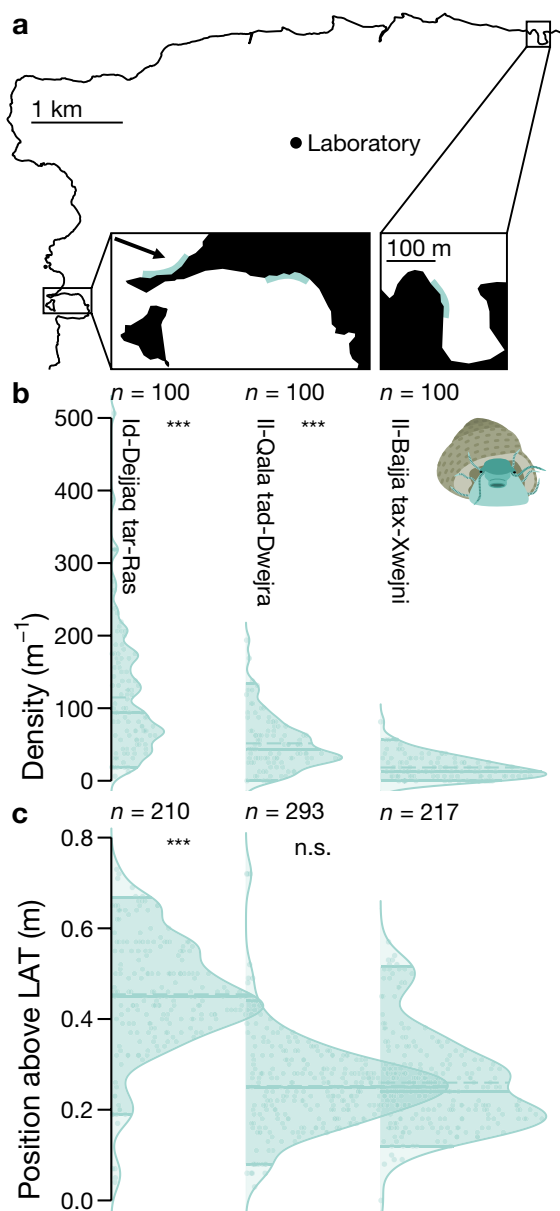 a
1 km
Laboratory
100 m
b
n = 100
n = 100
n = 100
***
***
Id-Dejjaq tar-Ras
Il-Qala tad-Dwejra
Il-Bajja tax-Xwejni
500
400
300
200
100
0
Density (m⁻¹)
c
n = 210
n = 293
n = 217
***
n.s.
0.8
0.6
0.4
0.2
0.0
Position above LAT (m)